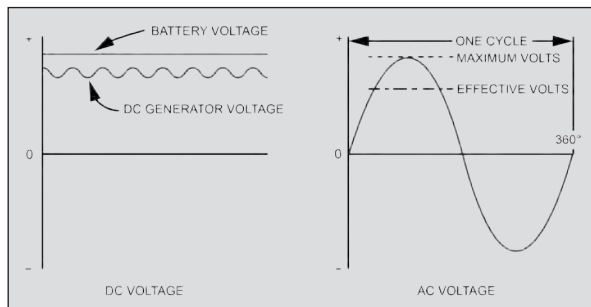 +
BATTERY VOLTAGE
DC GENERATOR VOLTAGE
0
–
DC VOLTAGE
+
ONE CYCLE
MAXIMUM VOLTS
EFFECTIVE VOLTS
360°
0
–
AC VOLTAGE